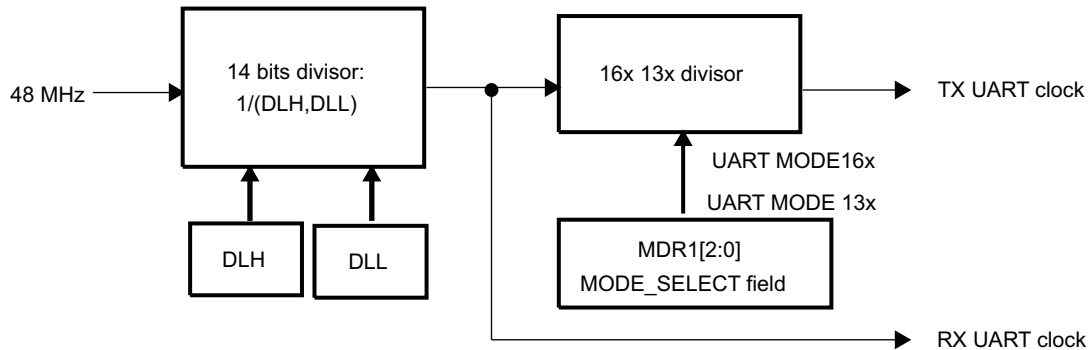 14 bits divisor:
1/(DLH,DLL)
16x 13x divisor
48 MHz
TX UART clock
UART MODE16x
UART MODE 13x
DLH
DLL
MDR1[2:0]
MODE_SELECT field
RX UART clock